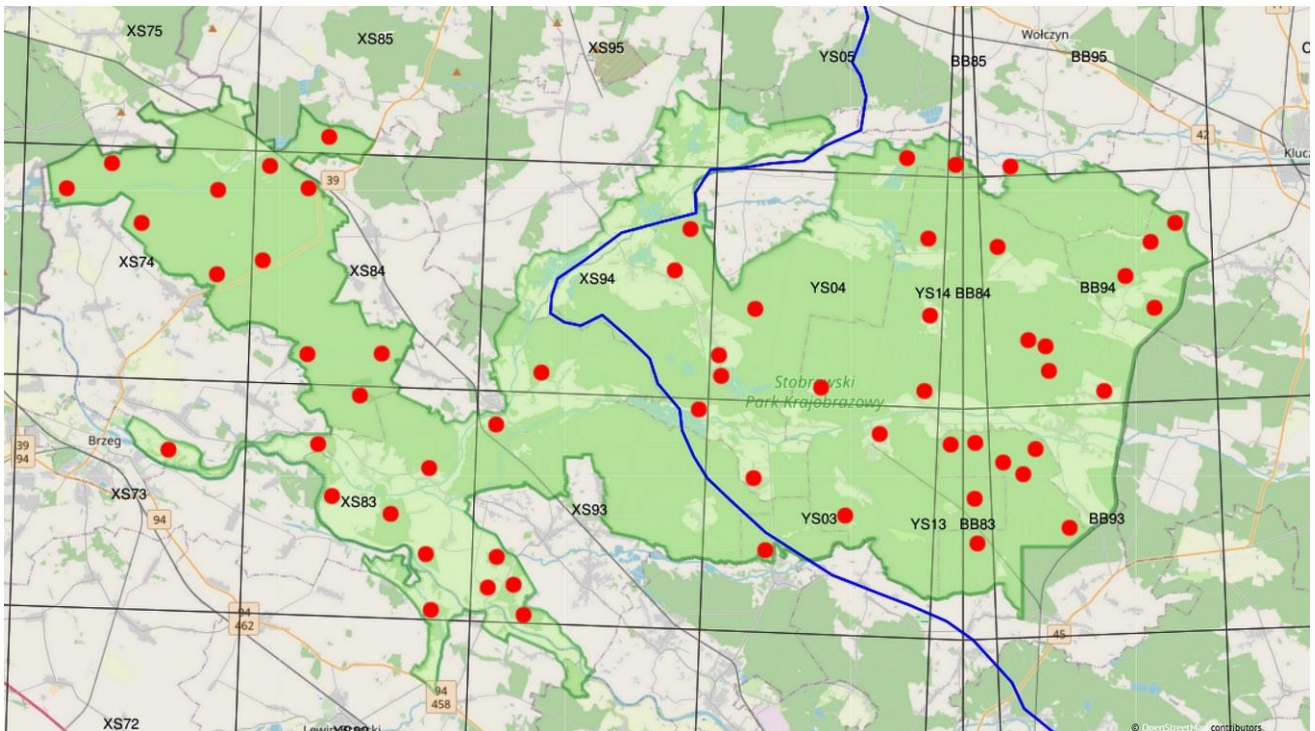 XS75
XS85
XS95
YS05
BB85
Wołczyn
BB95
42
Klucz
39
XS74
XS84
XS94
YS04
YS14 BB84
BB94
Stobrawski
Park Krajobrazowy
39
94
Brzeg
XS73
94
XS83
XS93
YS03
YS13
BB83
BB93
94
462
45
94
458
XS72
© OpenStreetMap contributors